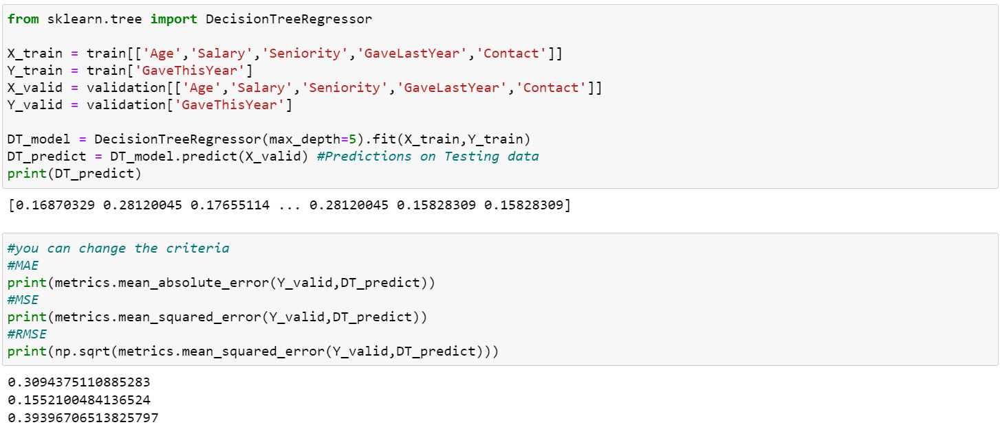 from sklearn.tree import DecisionTreeRegressor
X_train = train[['Age','Salary','Seniority','GaveLastYear','Contact']]
Y_train = train['GaveThisYear']
X_valid = validation[['Age','Salary','Seniority','GaveLastYear','Contact']]
Y_valid = validation['GaveThisYear']
DT_model = DecisionTreeRegressor(max_depth=5).fit(X_train,Y_train)
DT_predict = DT_model.predict(X_valid) #Predictions on Testing data
print(DT_predict)
[0.16870329 0.28120045 0.17655114 ... 0.28120045 0.15828309 0.15828309]
#you can change the criteria
#MAE
print(metrics.mean_absolute_error(Y_valid,DT_predict))
#MSE
print(metrics.mean_squared_error(Y_valid,DT_predict))
#RMSE
print(np.sqrt(metrics.mean_squared_error(Y_valid,DT_predict)))
0.3094375110885283
0.1552100484136524
0.39396706513825797